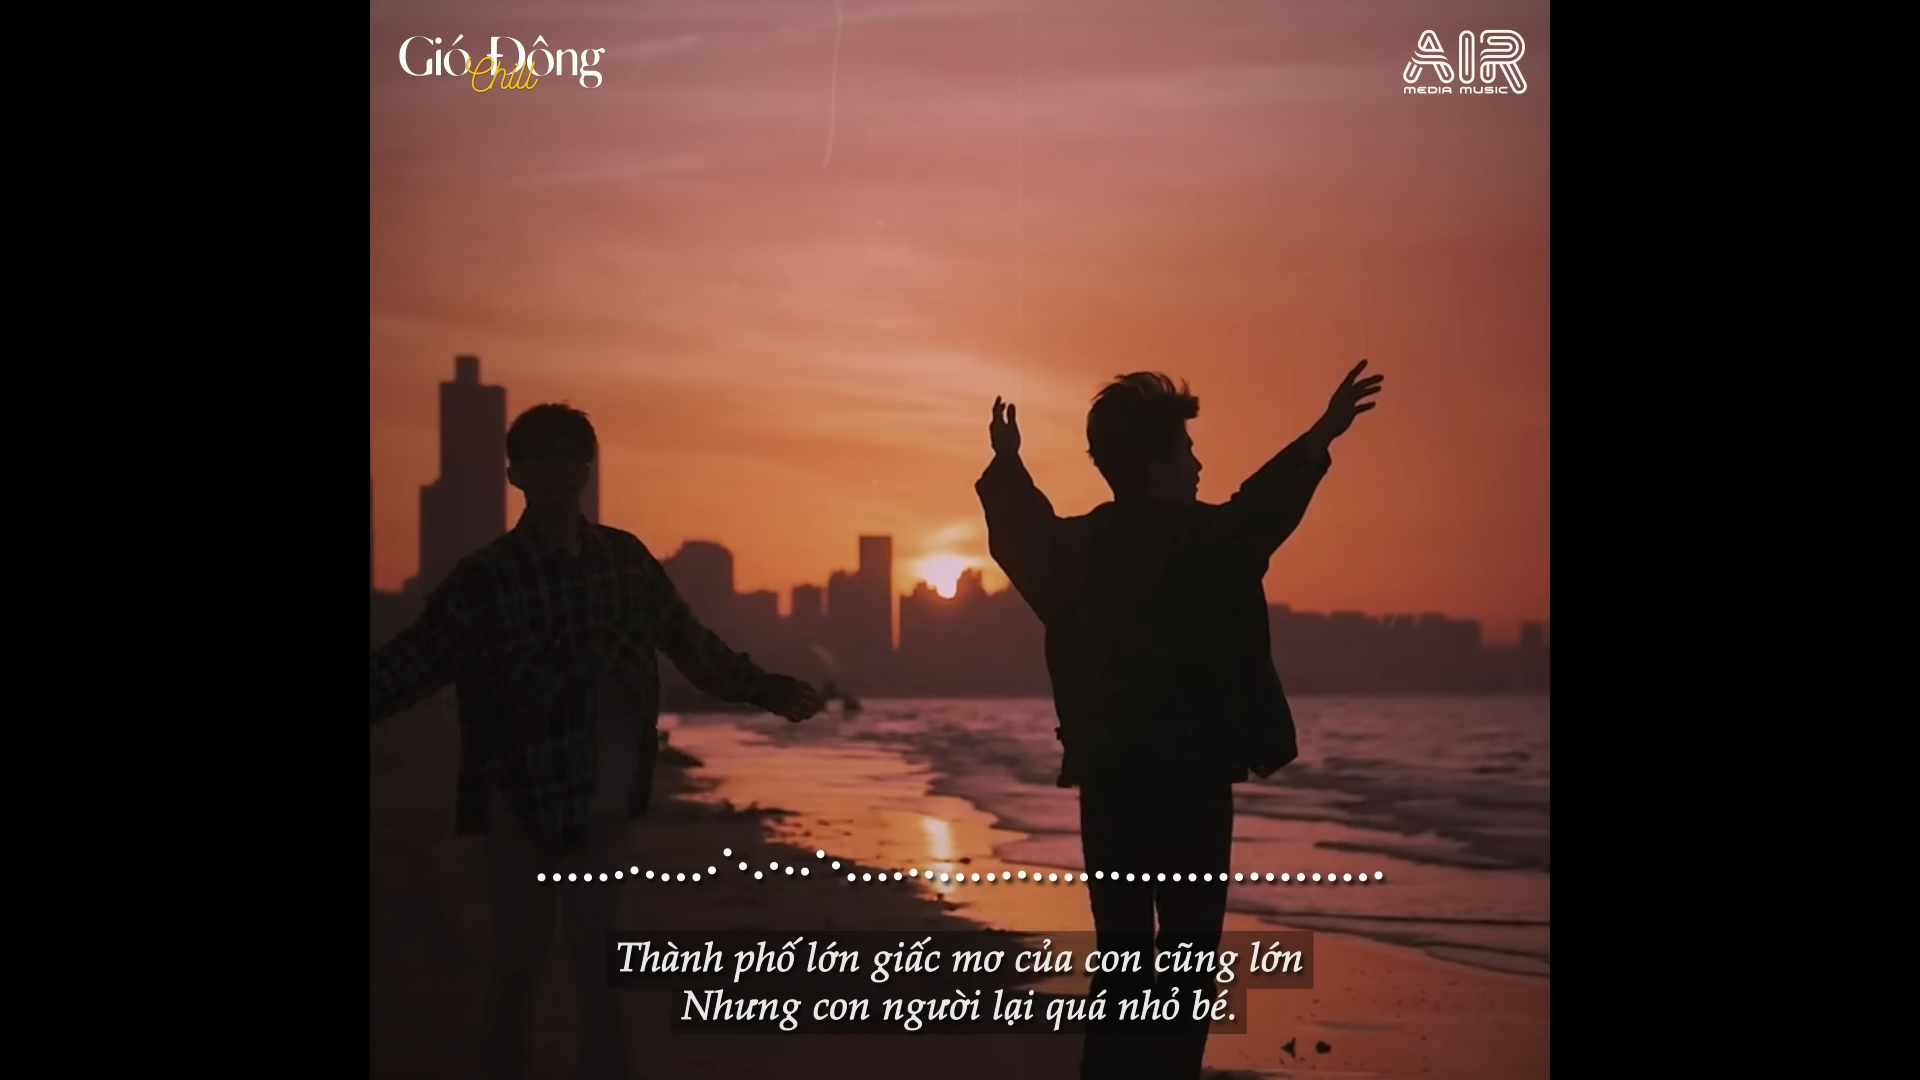 Gió Đông
Chill
AIR
MEDIA MUSIC
Thành phố lớn giấc mơ của con cũng lớn
Nhưng con người lại quá nhỏ bé.